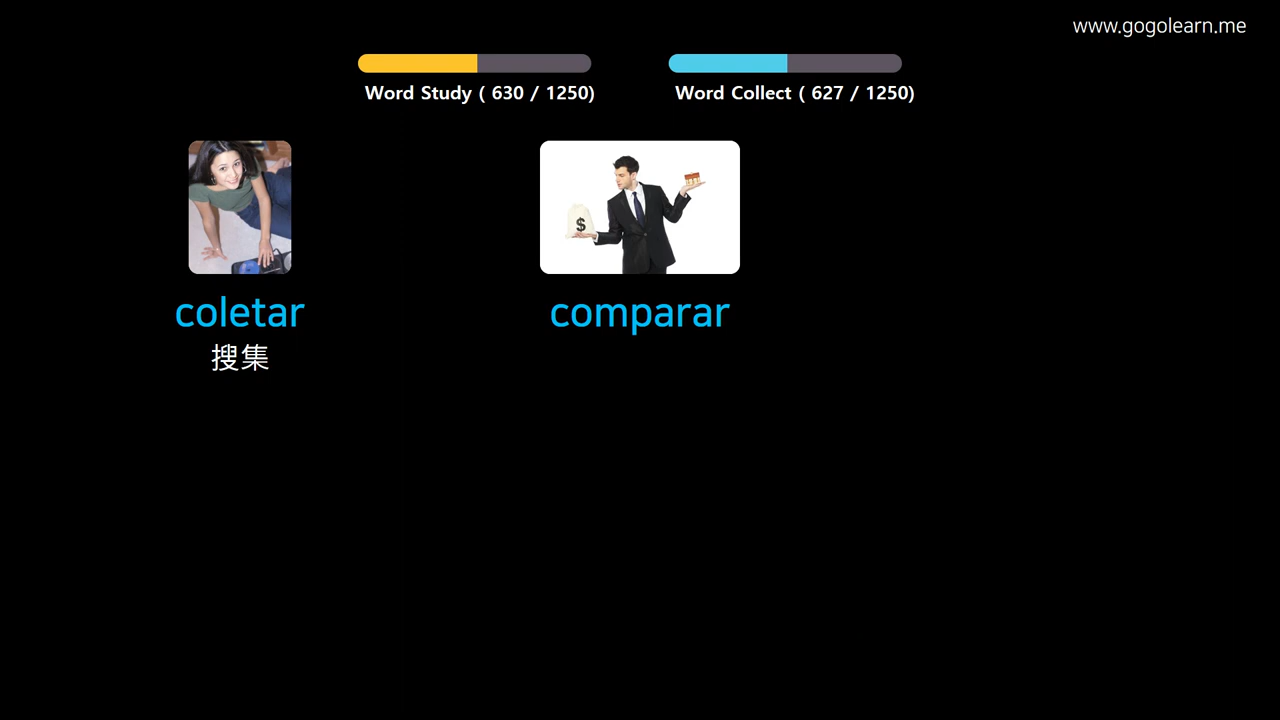 www.gogolearn.me
Word Study ( 630 / 1250)
Word Collect ( 627 / 1250)
$
coletar
comparar
搜集